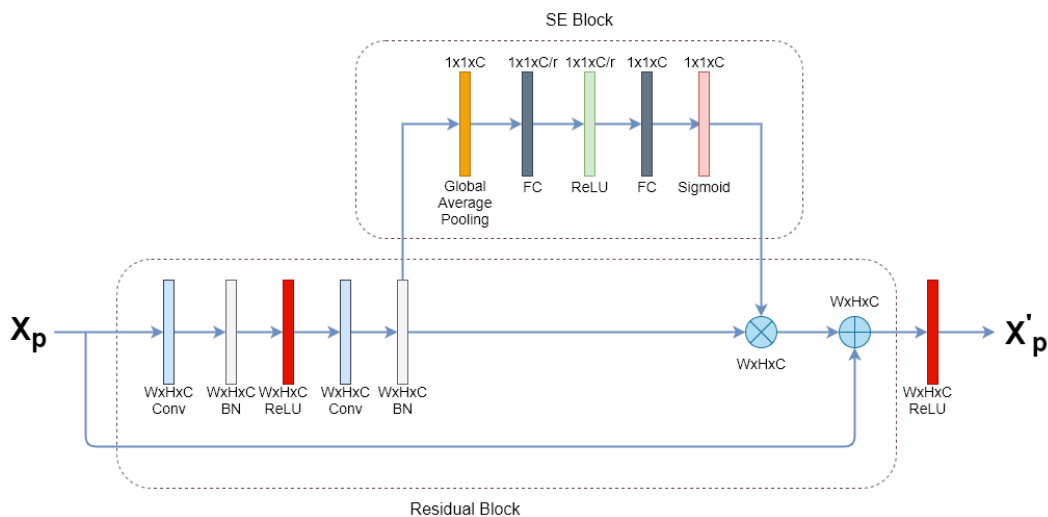 SE Block
1x1xC 1x1xC/r 1x1xC/r 1x1xC 1x1xC
Global
Average
Pooling
FC
ReLU
FC
Sigmoid
Xp
WxHxC
Conv
WxHxC
BN
WxHxC
ReLU
WxHxC
Conv
WxHxC
BN
WxHxC
WxHxC
WxHxC
ReLU
X'p
Residual Block